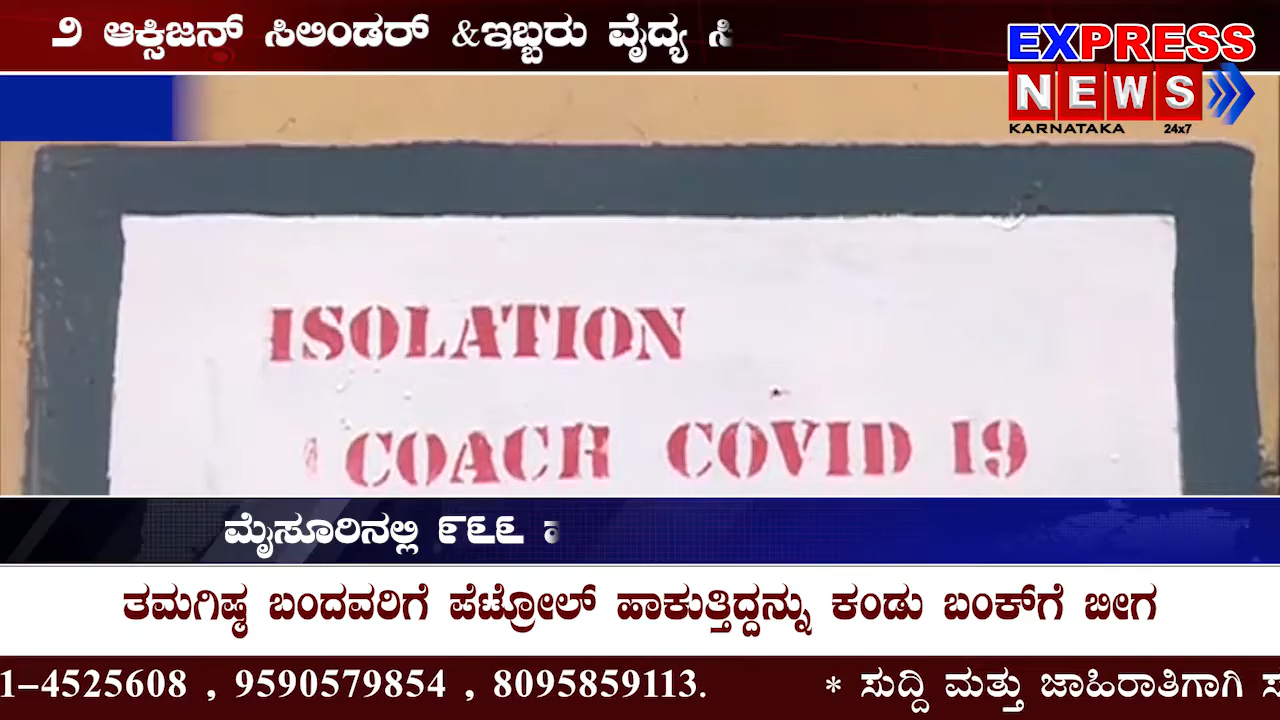 ೨ ಆಕ್ಸಿಜನ್ ಸಿಲಿಂಡರ್ &ಇಬ್ಬರು ವೈದ್ಯ
EXPRESS
NEWS
KARNATAKA 24x7
ISOLATION
COACH COVID 19
ಮೈಸೂರಿನಲ್ಲಿ ೯೬೬
ತಮಗಿಷ್ಠ ಬಂದವರಿಗೆ ಪೆಟ್ರೋಲ್ ಹಾಕುತ್ತಿದ್ದನ್ನು ಕಂಡು ಬಂಕ್‌ಗೆ ಬೀಗ
1-4525608 , 9590579854 , 8095859113. * ಸುದ್ದಿ ಮತ್ತು ಜಾಹಿರಾತಿಗಾಗಿ